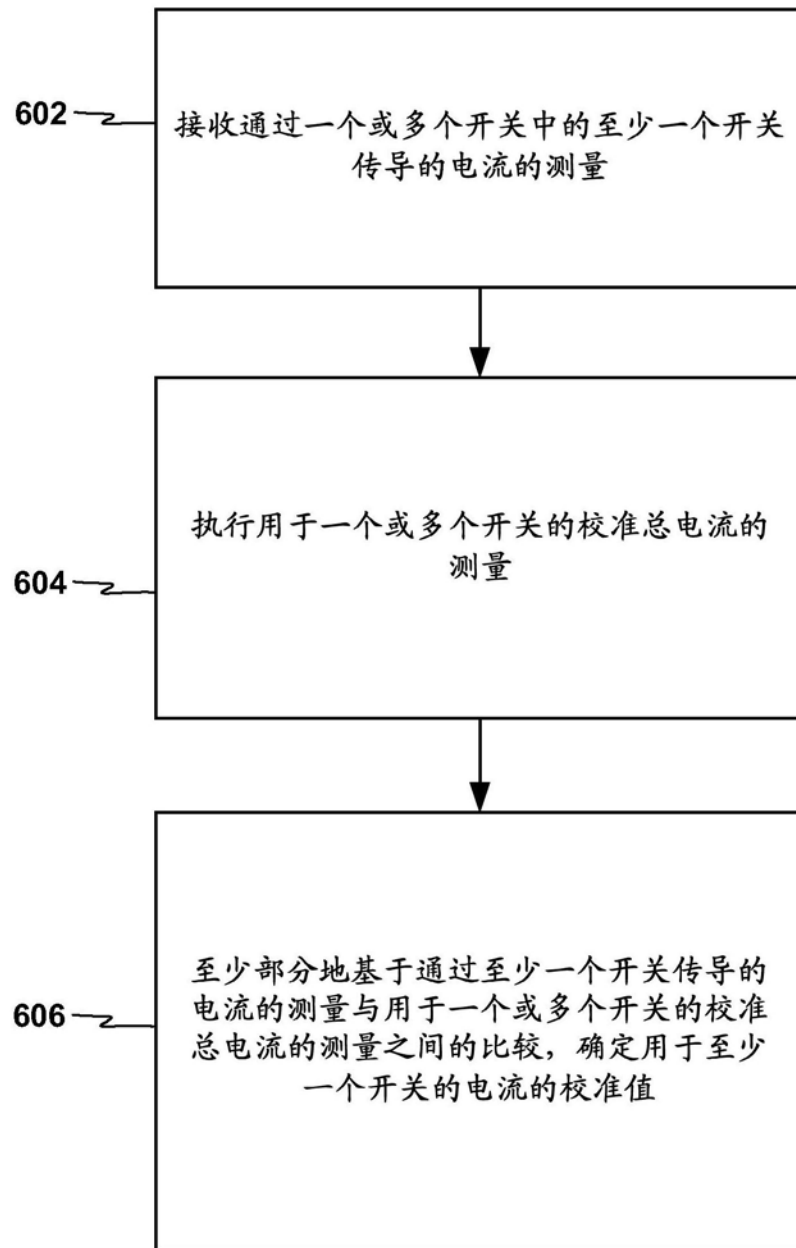 602
接收通过一个或多个开关中的至少一个开关
传导的电流的测量
604
执行用于一个或多个开关的校准总电流的
测量
606
至少部分地基于通过至少一个开关传导的
电流的测量与用于一个或多个开关的校准
总电流的测量之间的比较，确定用于至少
一个开关的电流的校准值